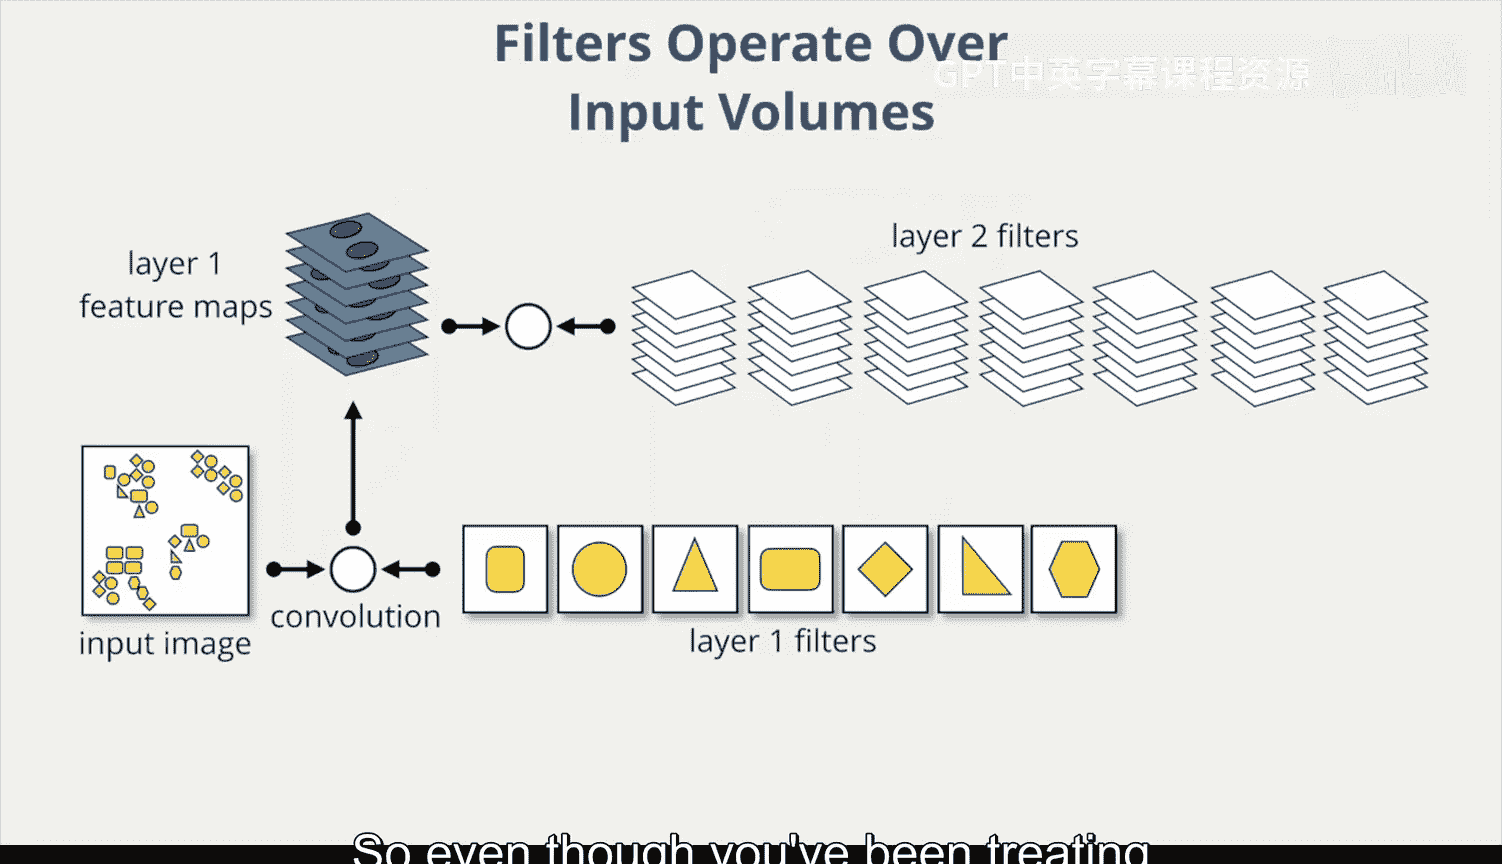 Filters Operate Over
GPT中英字幕课程资源
Input Volumes
layer 2 filters
layer 1
feature maps
convolution
input image
layer 1 filters
So even though you've been treating